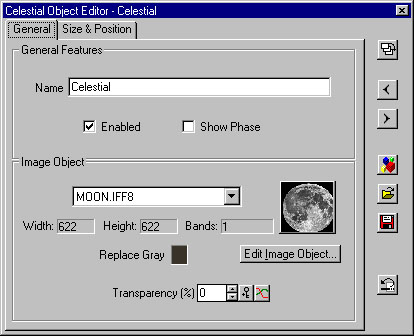 Celestial Object Editor - Celestial
General Size & Position
General Features
Name Celestial
Enabled Show Phase
Image Object
MOON.IFF8
Width: 622 Height: 622 Bands: 1
Replace Gray Edit Image Object...
Transparency (%) 0